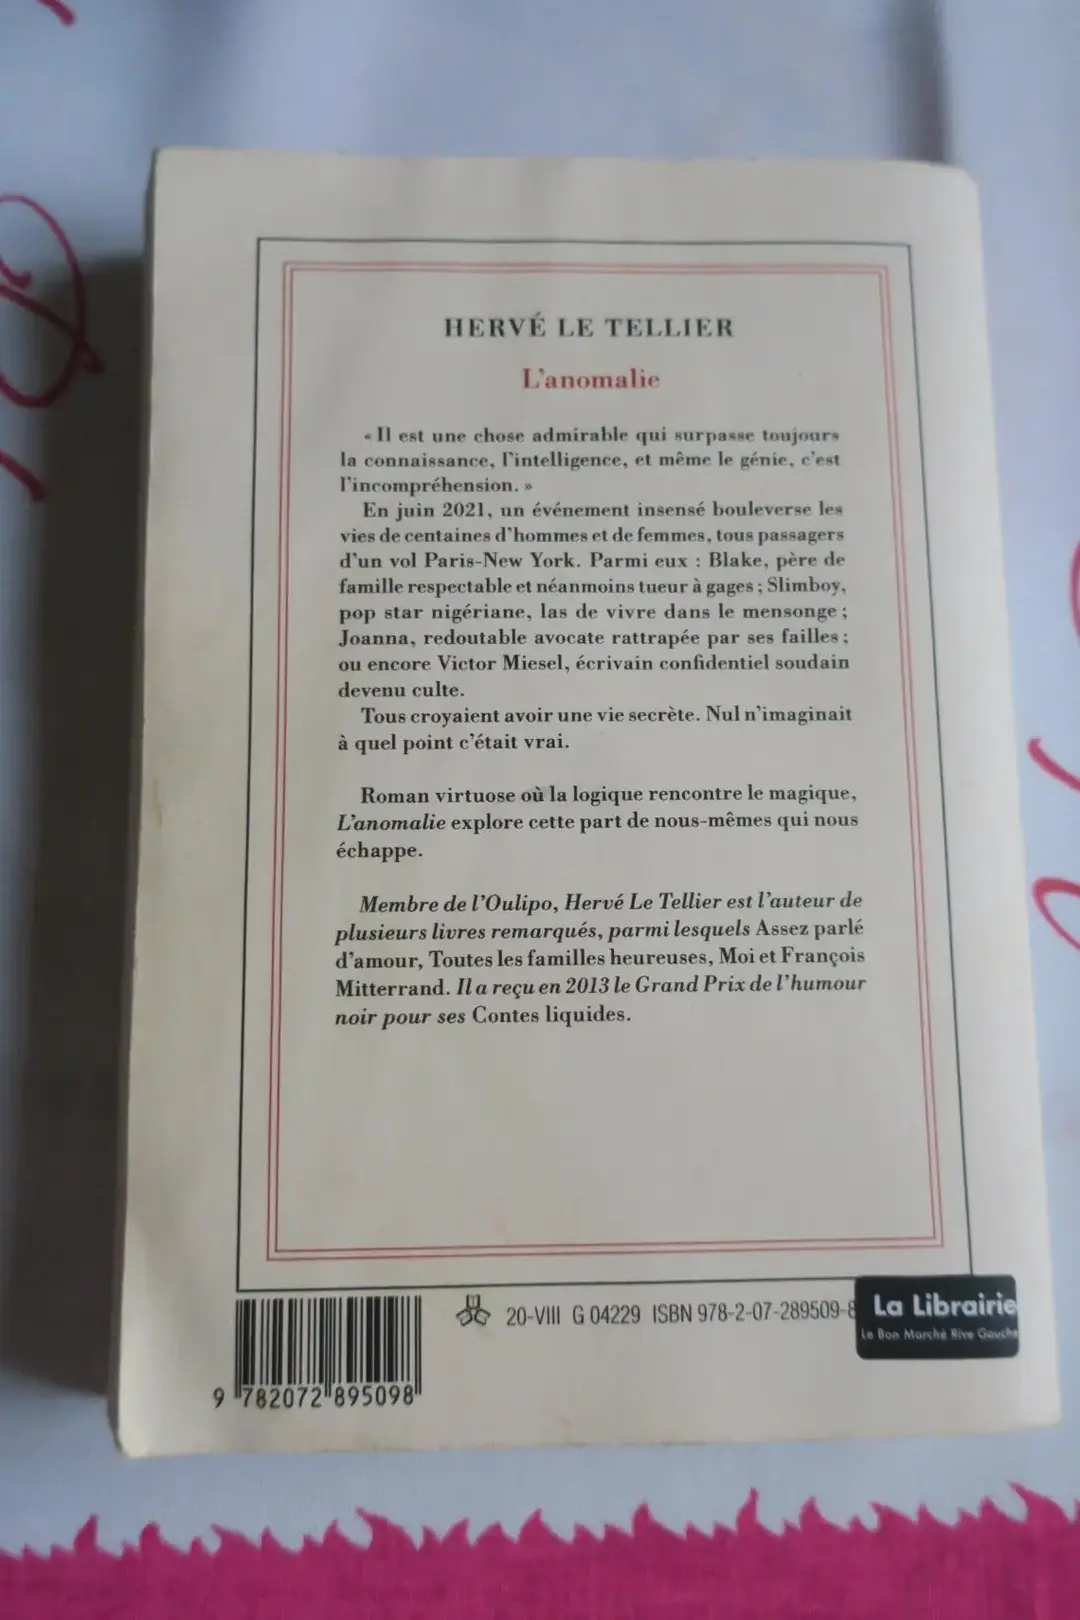 HERVÉ LE TELLIER
L'anomalie
« Il est une chose admirable qui surpasse toujours
la connaissance, l'intelligence, et même le génie, c'est
l'incompréhension. »
En juin 2021, un événement insensé bouleverse les
vies de centaines d'hommes et de femmes, tous passagers
d'un vol Paris-New York. Parmi eux : Blake, père de
famille respectable et néanmoins tueur à gages ; Slimboy,
pop star nigériane, las de vivre dans le mensonge ;
Joanna, redoutable avocate rattrapée par ses failles ;
ou encore Victor Miesel, écrivain confidentiel soudain
devenu culte.
Tous croyaient avoir une vie secrète. Nul n'imaginait
à quel point c'était vrai.
Roman virtuose où la logique rencontre le magique,
L'anomalie explore cette part de nous-mêmes qui nous
échappe.
Membre de l'Oulipo, Hervé Le Tellier est l'auteur de
plusieurs livres remarqués, parmi lesquels Assez parlé
d'amour, Toutes les familles heureuses, Moi et François
Mitterrand. Il a reçu en 2013 le Grand Prix de l'humour
noir pour ses Contes liquides.
20-VIII G 04229 ISBN 978-2-07-289509-8
La Librairie
Le Bon Marché Rive Gauche
9 782072 895098